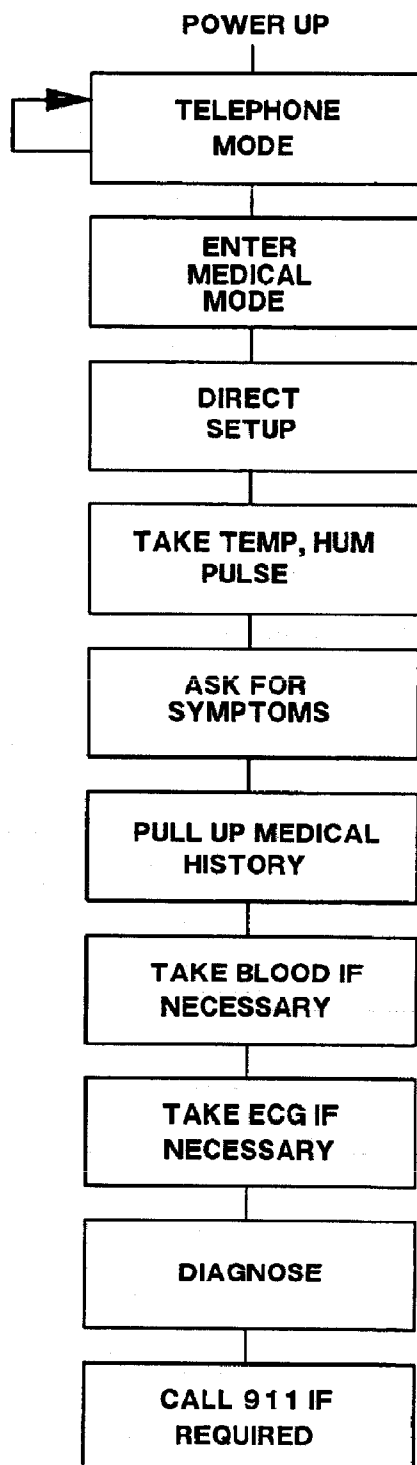 POWER UP
TELEPHONE
MODE
ENTER
MEDICAL
MODE
DIRECT
SETUP
TAKE TEMP, HUM
PULSE
ASK FOR
SYMPTOMS
PULL UP MEDICAL
HISTORY
TAKE BLOOD IF
NECESSARY
TAKE ECG IF
NECESSARY
DIAGNOSE
CALL 911 IF
REQUIRED